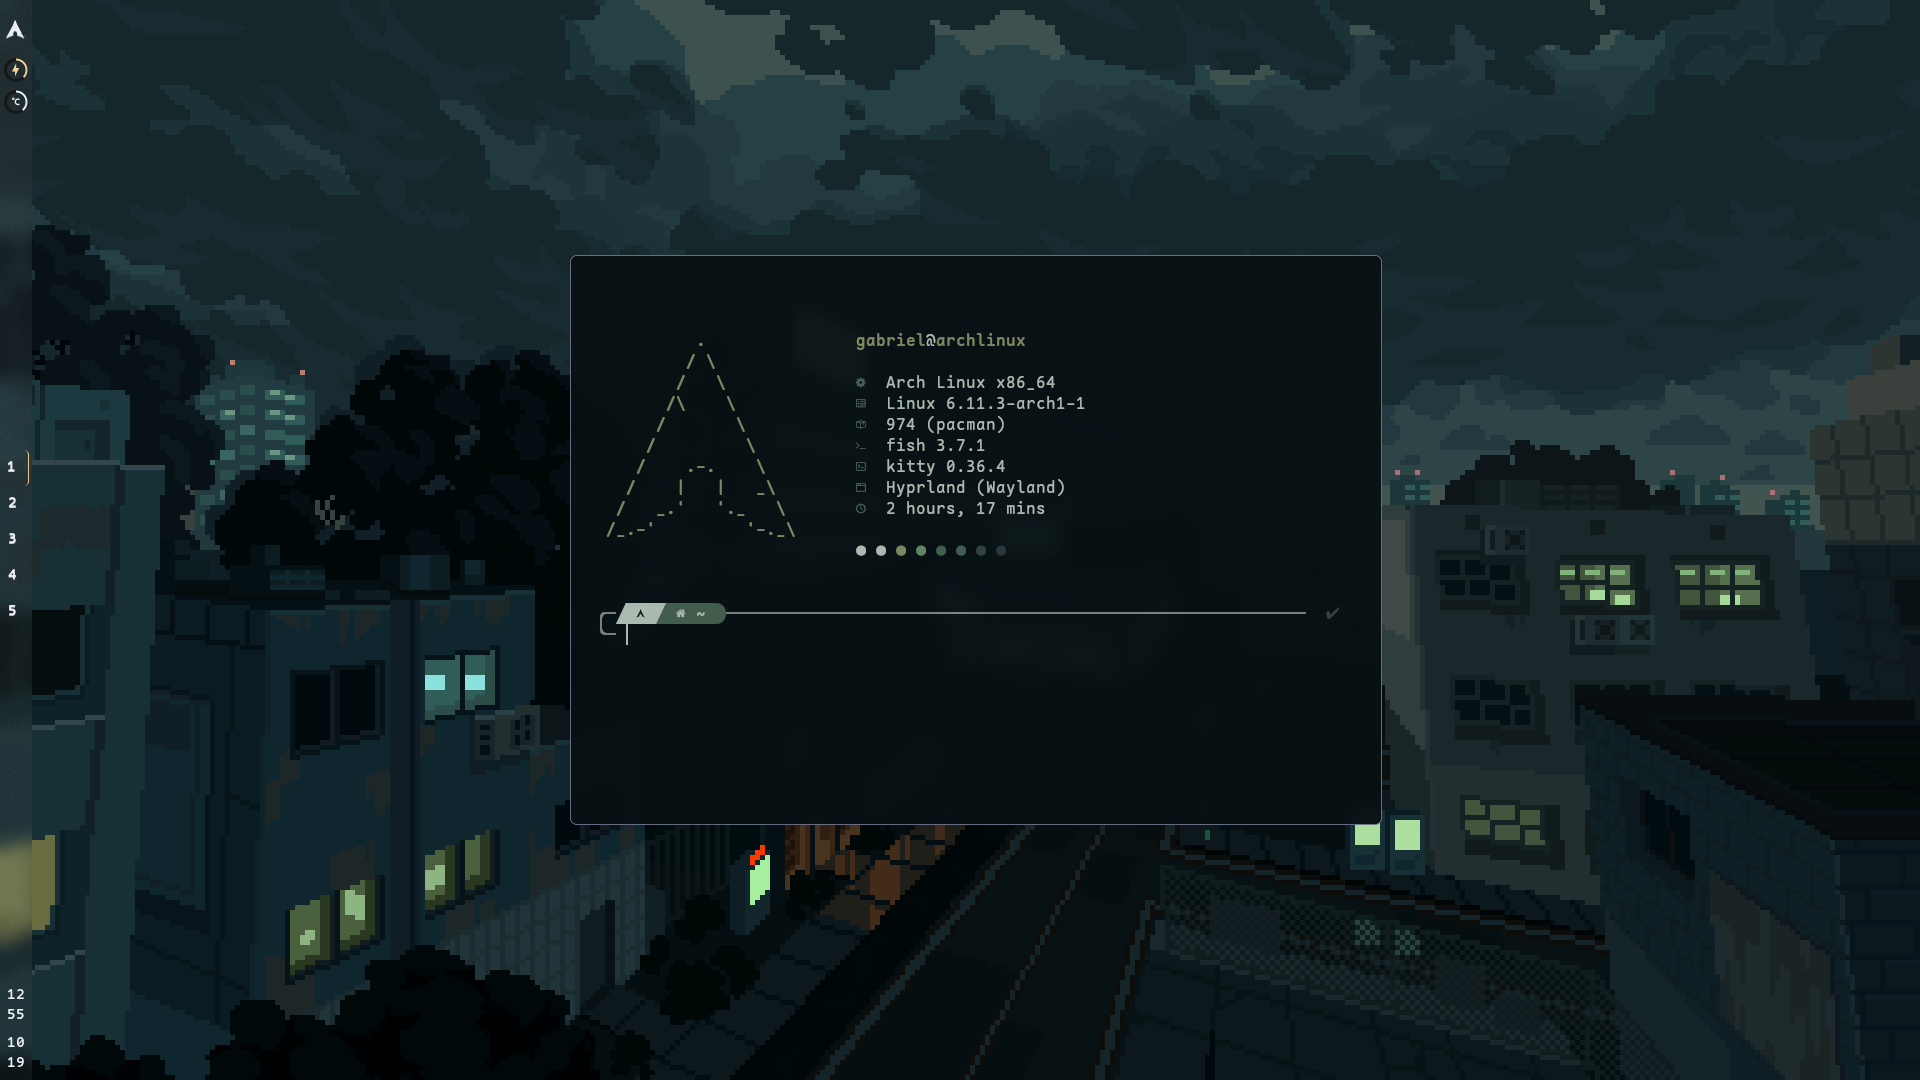 °C
1
2
3
4
5
12
55
10
19
gabriel@archlinux
Arch Linux x86_64
Linux 6.11.3-arch1-1
974 (pacman)
fish 3.7.1
kitty 0.36.4
Hyprland (Wayland)
2 hours, 17 mins
~